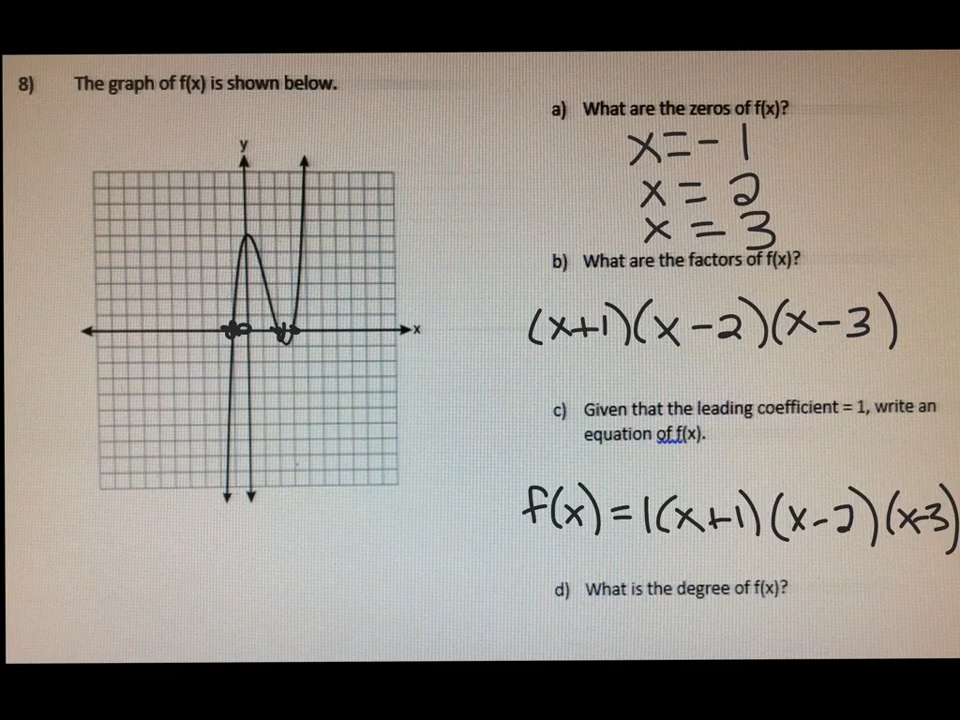 8) The graph of f(x) is shown below.
y
x
a) What are the zeros of f(x)?
x=-1
x = 2
x = 3
b) What are the factors of f(x)?
(x+1)(x-2)(x-3)
c) Given that the leading coefficient = 1, write an
equation of f(x).
f(x)=1(x+1)(x-2)(x-3)
d) What is the degree of f(x)?